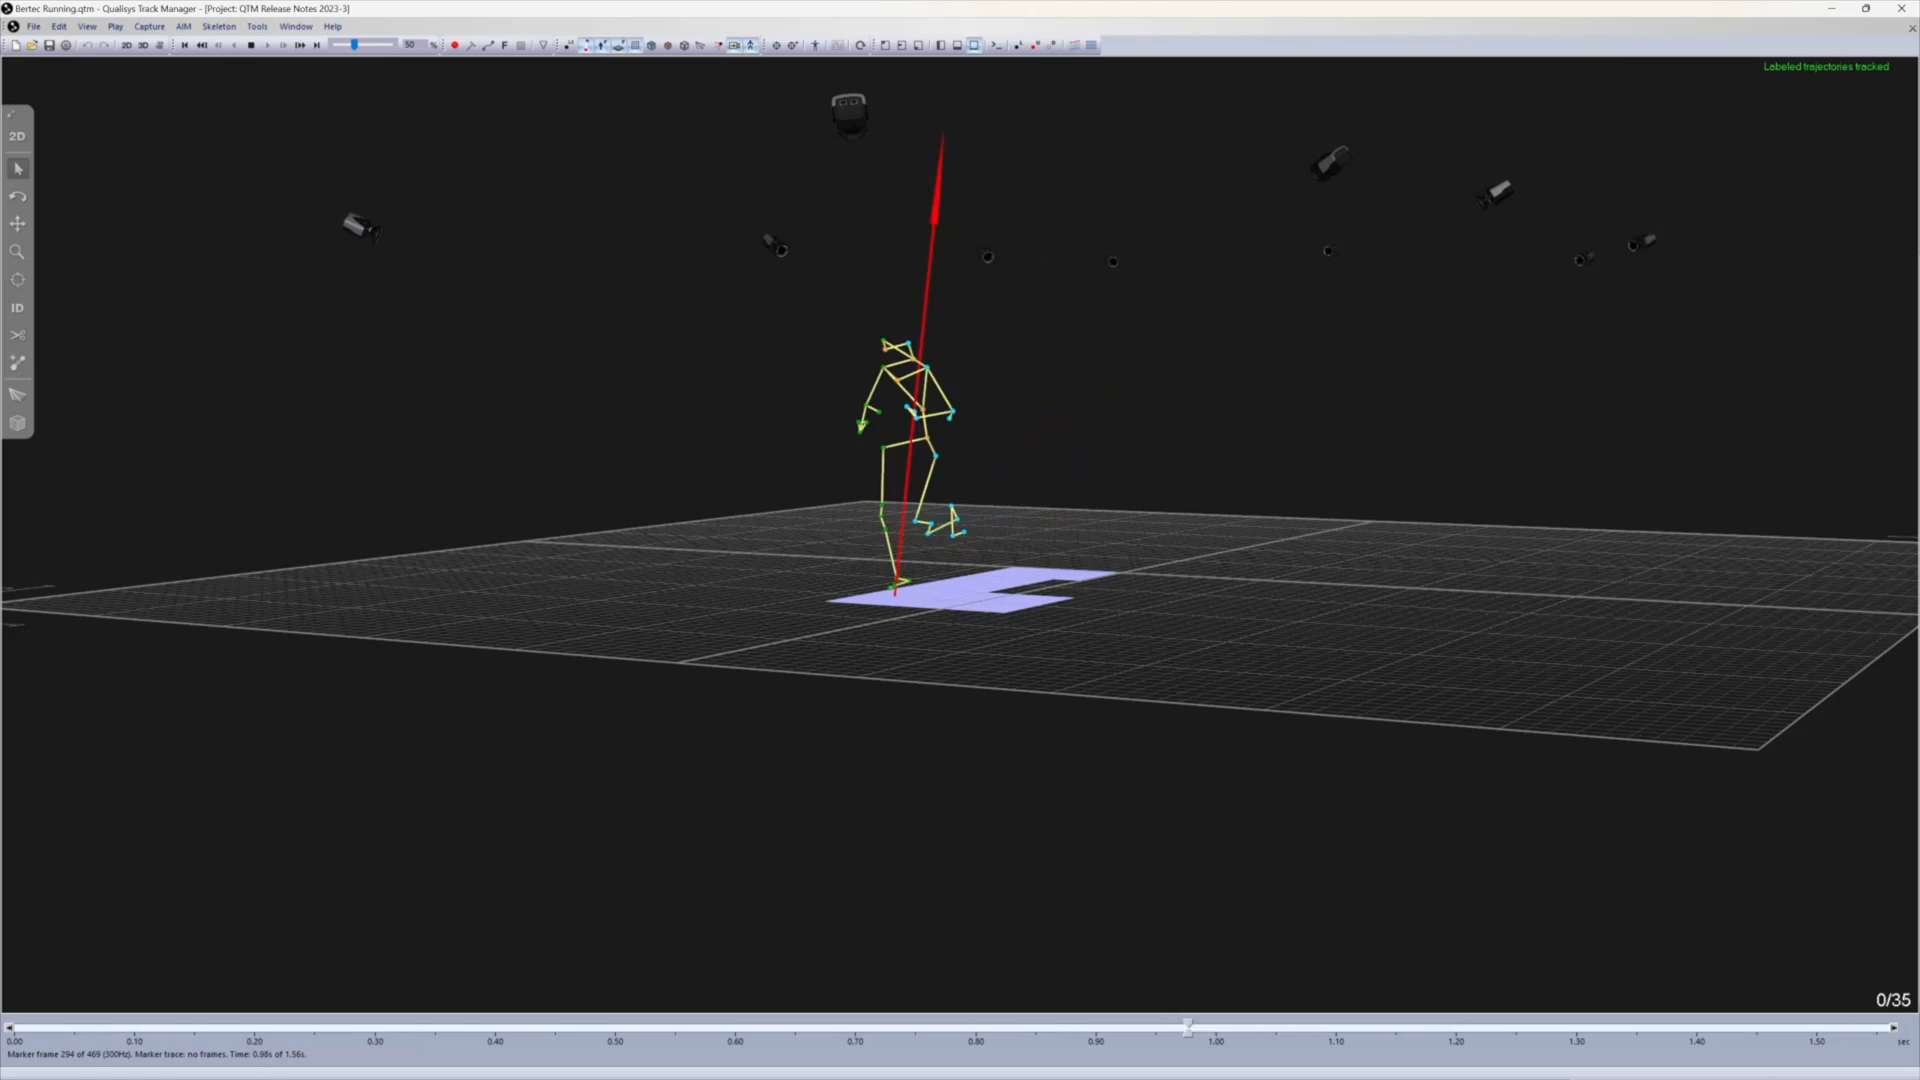 Bertec Running.qtm - Qualisys Track Manager - [Project: QTM Release Notes 2023-3]
File Edit View Play Capture AIM Skeleton Tools Window Help
2D 3D 50 % F
Labeled trajectories tracked
2D
ID
0/35
0.00 0.10 0.20 0.30 0.40 0.50 0.60 0.70 0.80 0.90 1.00 1.10 1.20 1.30 1.40 1.50 sec
Marker frame 294 of 469 (300Hz). Marker trace: no frames. Time: 0.98s of 1.56s.